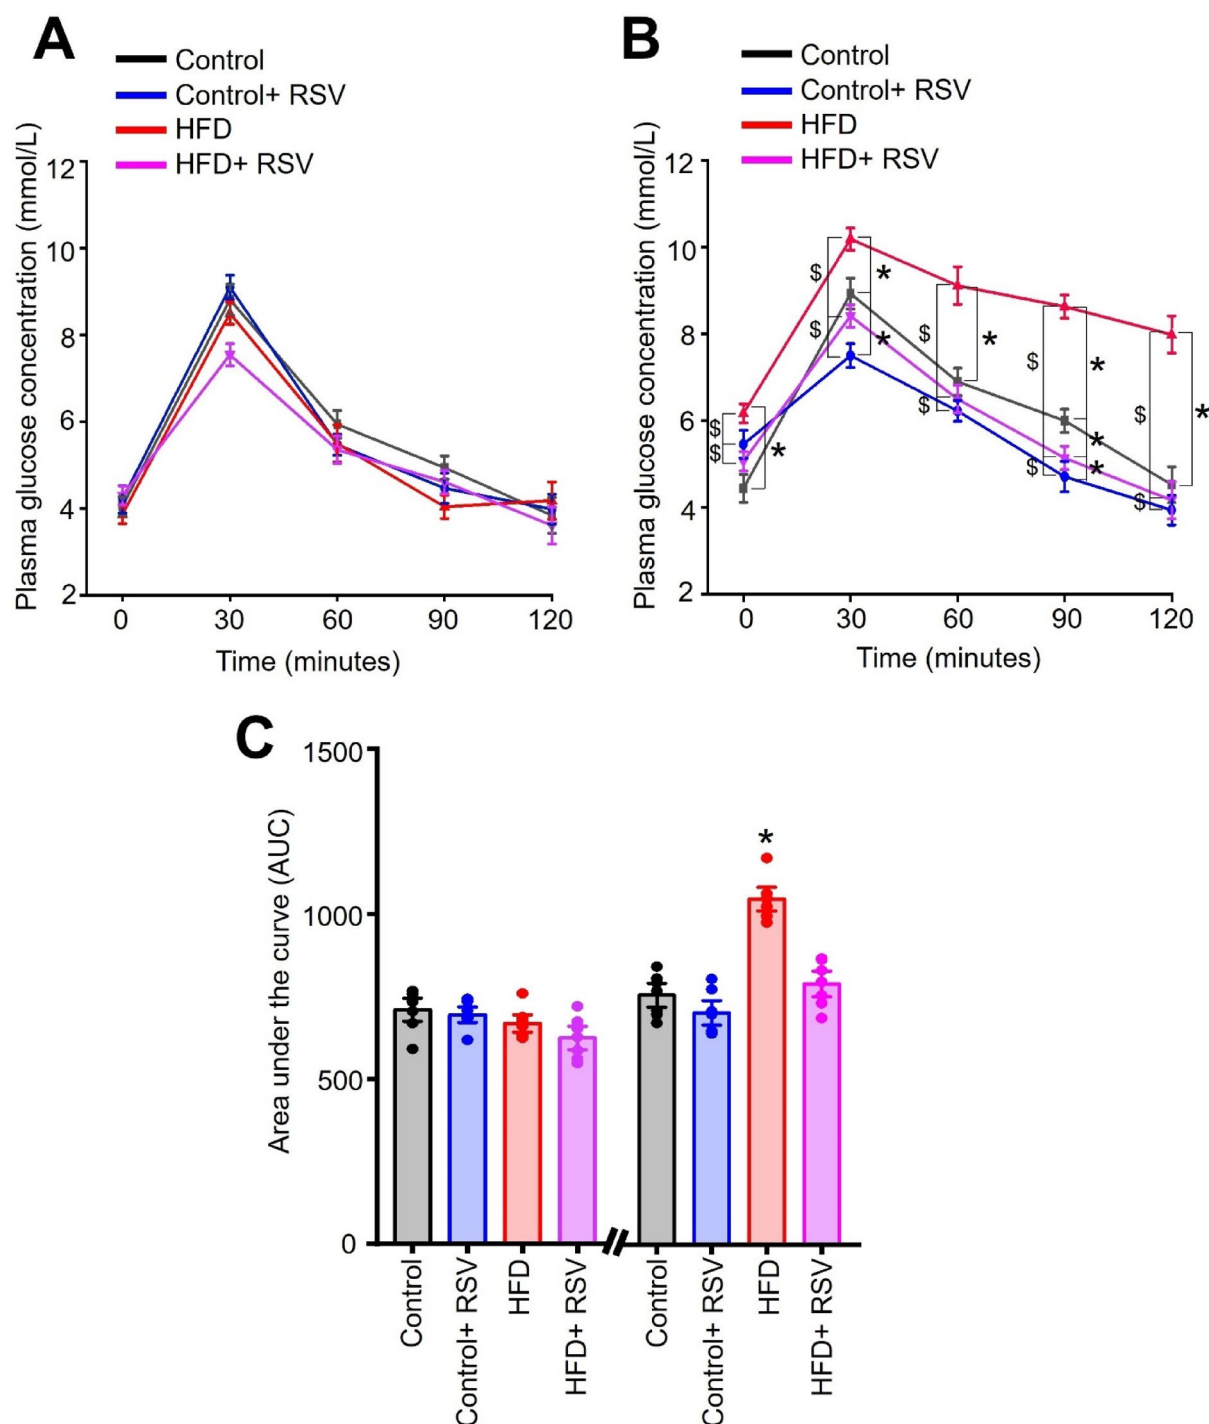 A
Control
Control+ RSV
HFD
HFD+ RSV
Plasma glucose concentration (mmol/L)
12
10
8
6
4
2
0 30 60 90 120
Time (minutes)
B
Control
Control+ RSV
HFD
HFD+ RSV
Plasma glucose concentration (mmol/L)
12
10
8
6
4
2
$ $ *
$ * $ *
$ * $
$ * * $ *
$ * $
0 30 60 90 120
Time (minutes)
C
Area under the curve (AUC)
1500
1000
500
0
*
Control
Control+ RSV
HFD
HFD+ RSV
Control
Control+ RSV
HFD
HFD+ RSV